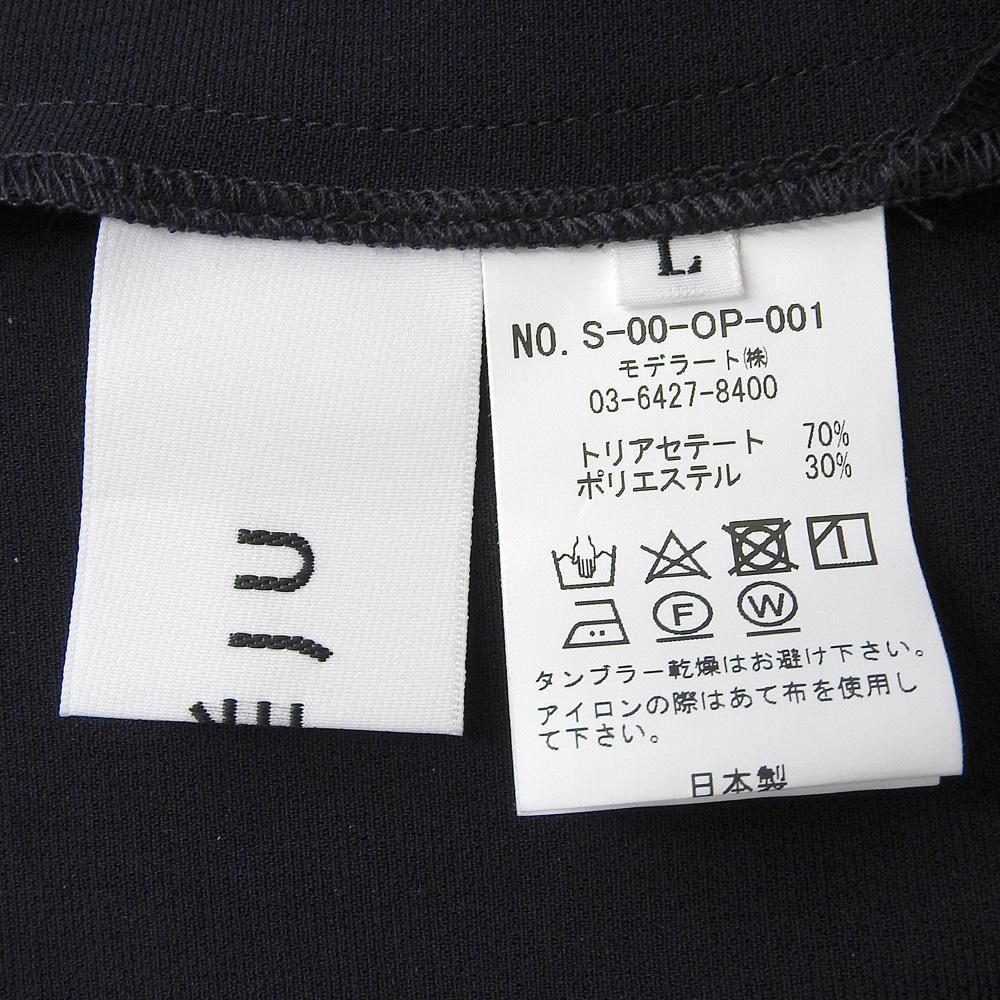 L
NO. S-00-OP-001
モデラート㈱
03-6427-8400
トリアセテート 70%
ポリエステル 30%
F W
タンブラー乾燥はお避け下さい。
アイロンの際はあて布を使用し
て下さい。
日本製